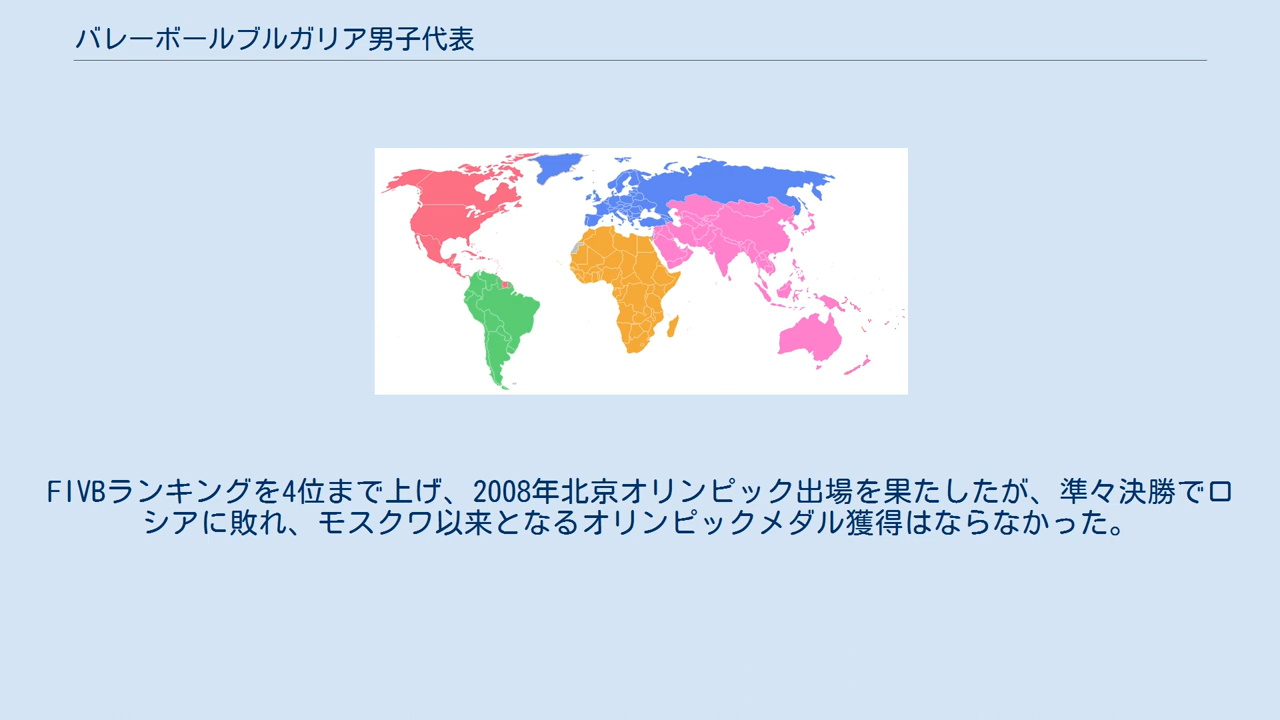 バレーボールブルガリア男子代表
FIVBランキングを4位まで上げ、2008年北京オリンピック出場を果たしたが、準々決勝でロ
シアに敗れ、モスクワ以来となるオリンピックメダル獲得はならなかった。